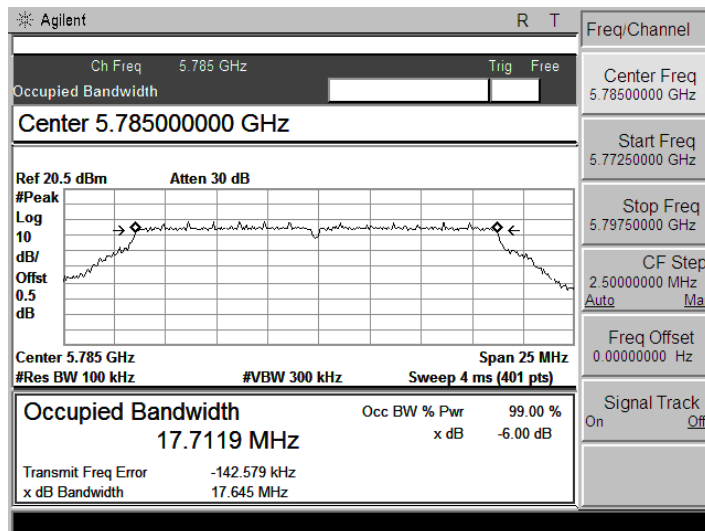 Agilent R T
Freq/Channel
Ch Freq 5.785 GHz Trig Free
Occupied Bandwidth
Center Freq
5.78500000 GHz
Center 5.785000000 GHz
Start Freq
5.77250000 GHz
Ref 20.5 dBm Atten 30 dB
#Peak
Log
10
dB/
Offst
0.5
dB
Stop Freq
5.79750000 GHz
CF Step
2.50000000 MHz
Auto Ma
Freq Offset
0.00000000 Hz
Center 5.785 GHz Span 25 MHz
#Res BW 100 kHz #VBW 300 kHz Sweep 4 ms (401 pts)
Signal Track
On Off
Occupied Bandwidth Occ BW % Pwr 99.00 %
17.7119 MHz x dB -6.00 dB
Transmit Freq Error -142.579 kHz
x dB Bandwidth 17.645 MHz